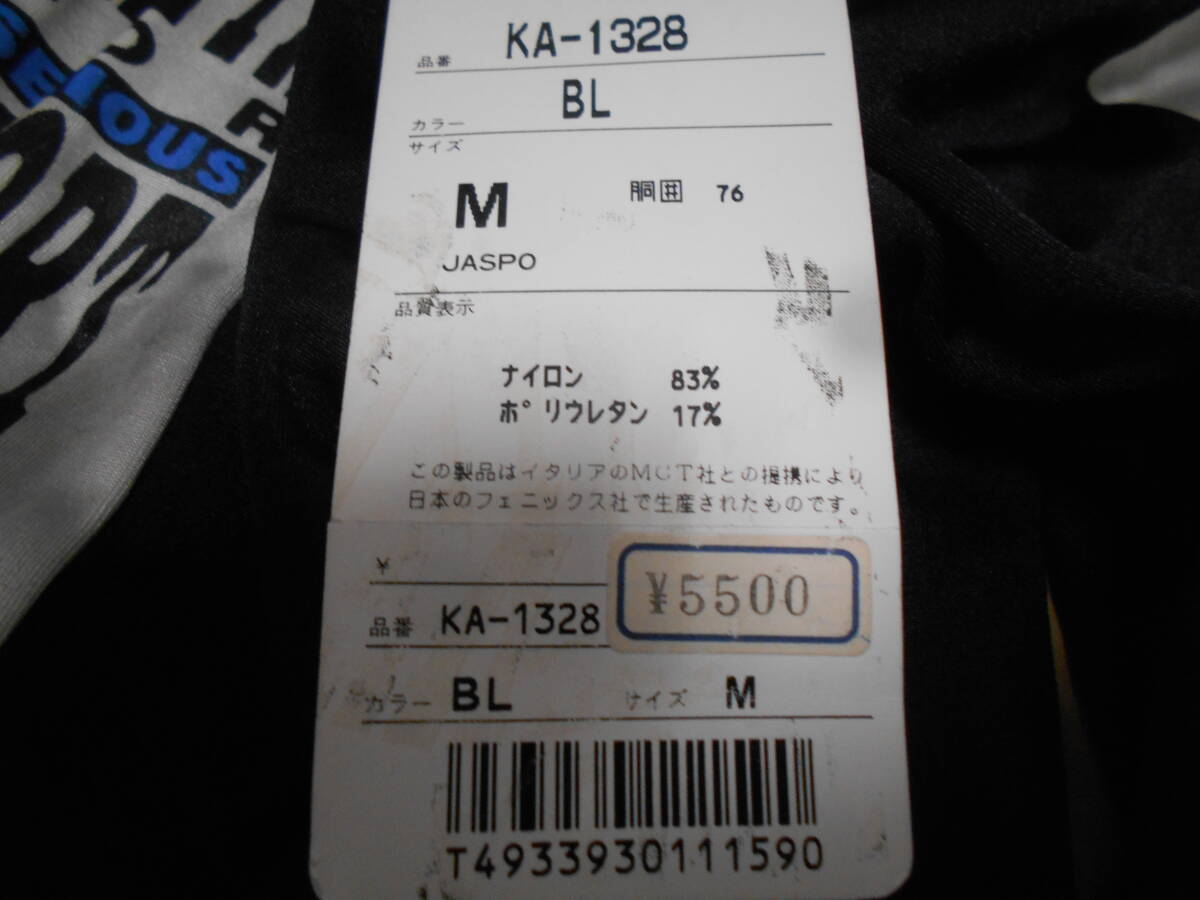 SEIOUS
品番 KA-1328
カラー BL
サイズ
M 胴囲 76
JASPO
品質表示
ナイロン 83%
ポリウレタン 17%
この製品はイタリアのMCT社との提携により
日本のフェニックス社で生産されたものです。
¥
¥5500
品番 KA-1328
カラー BL サイズ M
T4933930111590